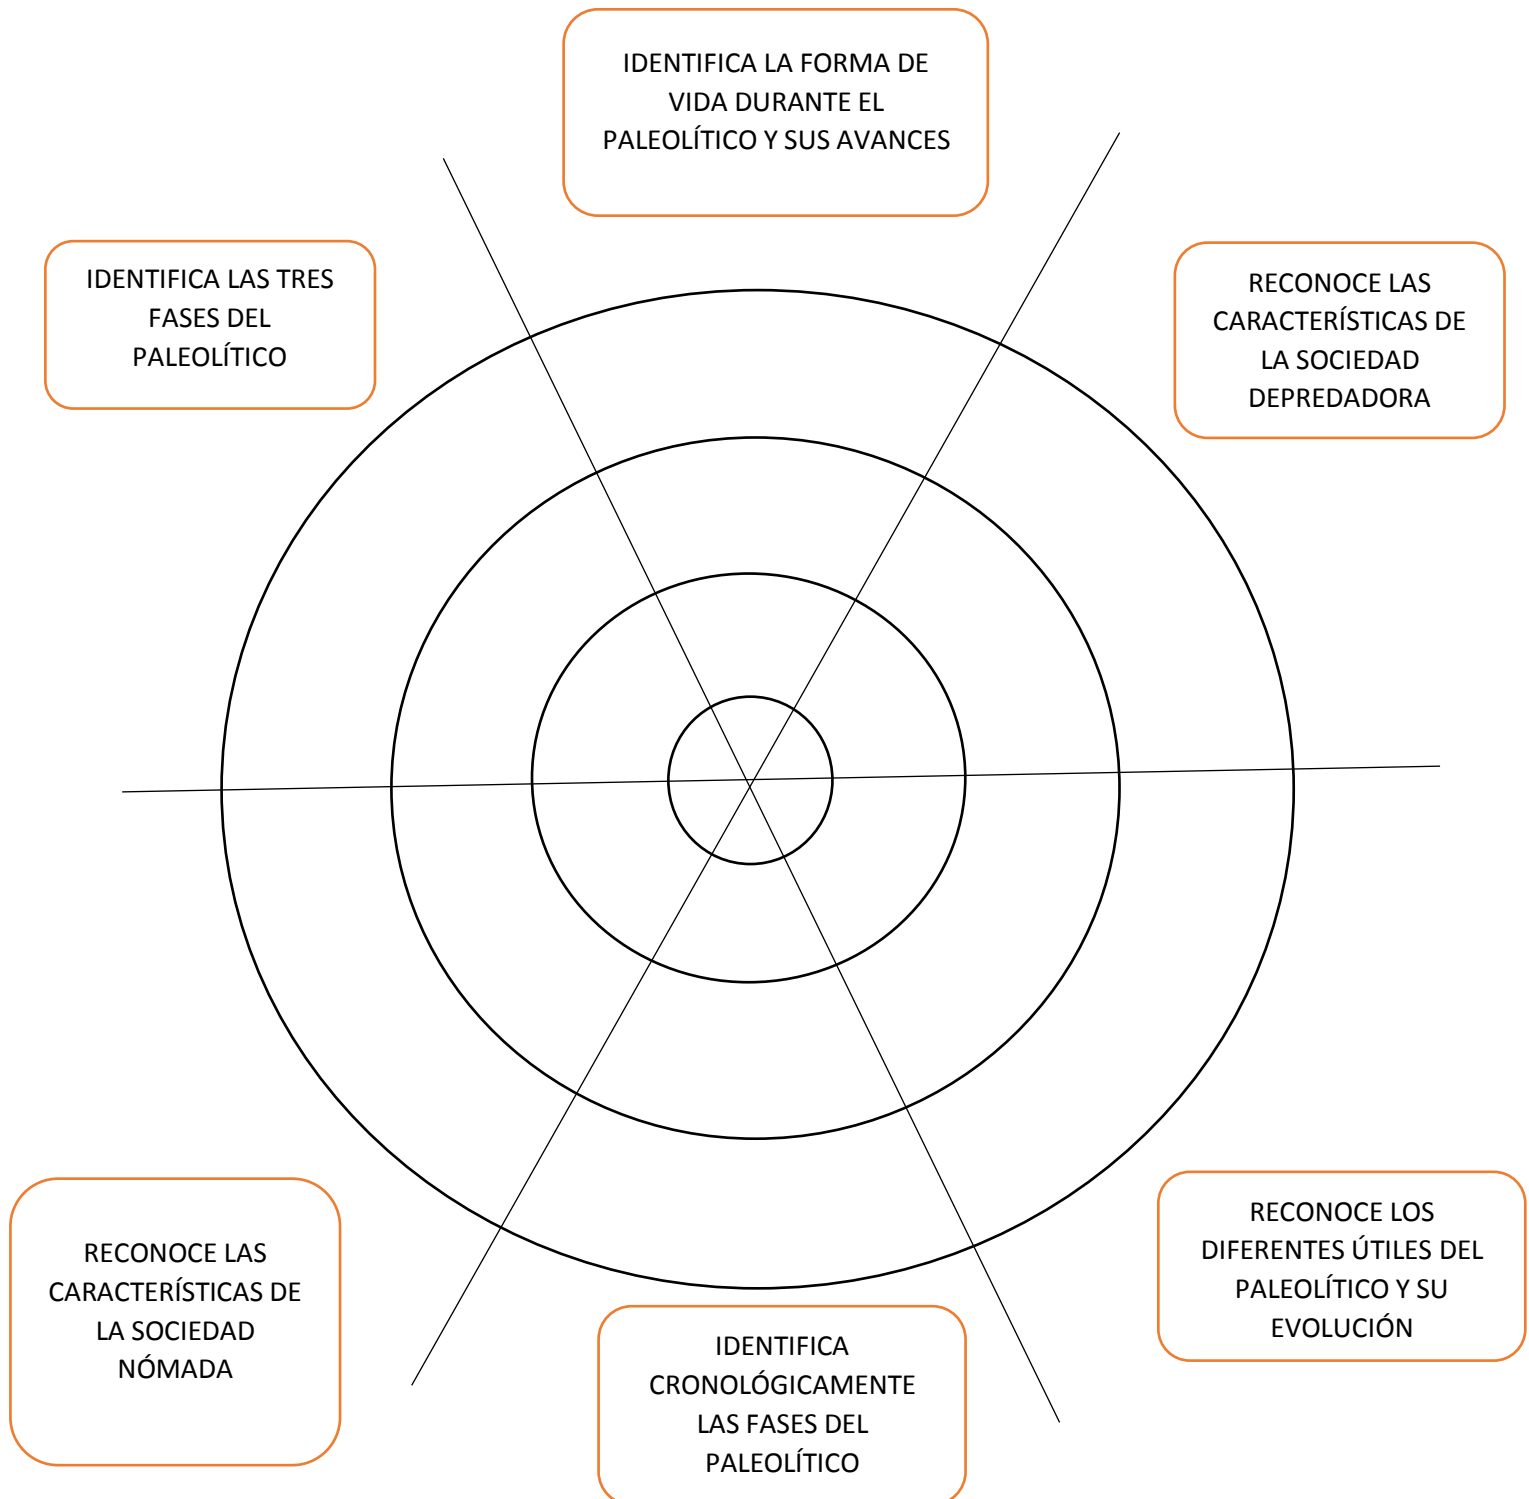 IDENTIFICA LA FORMA DE
VIDA DURANTE EL
PALEOLÍTICO Y SUS AVANCES
IDENTIFICA LAS TRES
FASES DEL
PALEOLÍTICO
RECONOCE LAS
CARACTERÍSTICAS DE
LA SOCIEDAD
DEPREDADORA
RECONOCE LAS
CARACTERÍSTICAS DE
LA SOCIEDAD
NÓMADA
IDENTIFICA
CRONOLÓGICAMENTE
LAS FASES DEL
PALEOLÍTICO
RECONOCE LOS
DIFERENTES ÚTILES DEL
PALEOLÍTICO Y SU
EVOLUCIÓN